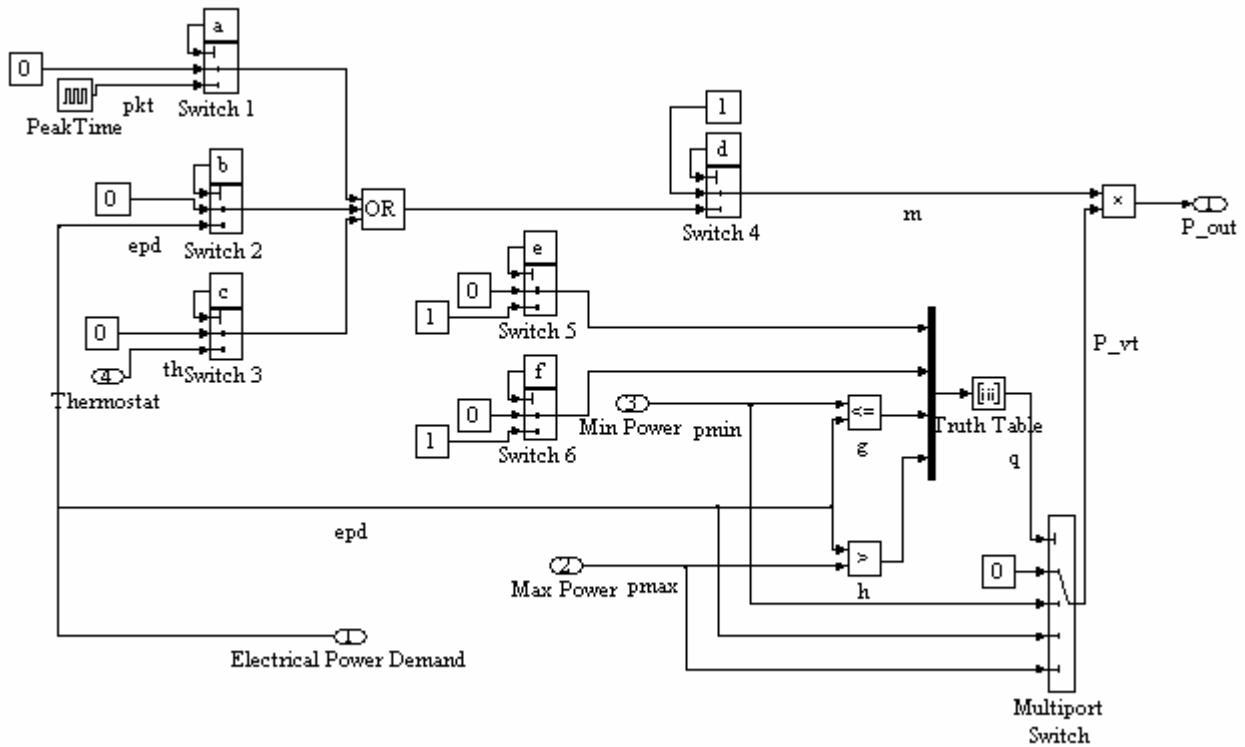 a
0
pkt
PeakTime
Switch 1
1
b
0
epd
Switch 2
OR
d
Switch 4
m
×
1
P_out
c
0
th
Switch 3
4
Thermostat
e
0
1
Switch 5
f
0
1
Switch 6
3
Min Power
pmin
<=
g
Truth Table
q
P_vt
epd
2
Max Power
pmax
>
h
0
1
Electrical Power Demand
Multiport
Switch